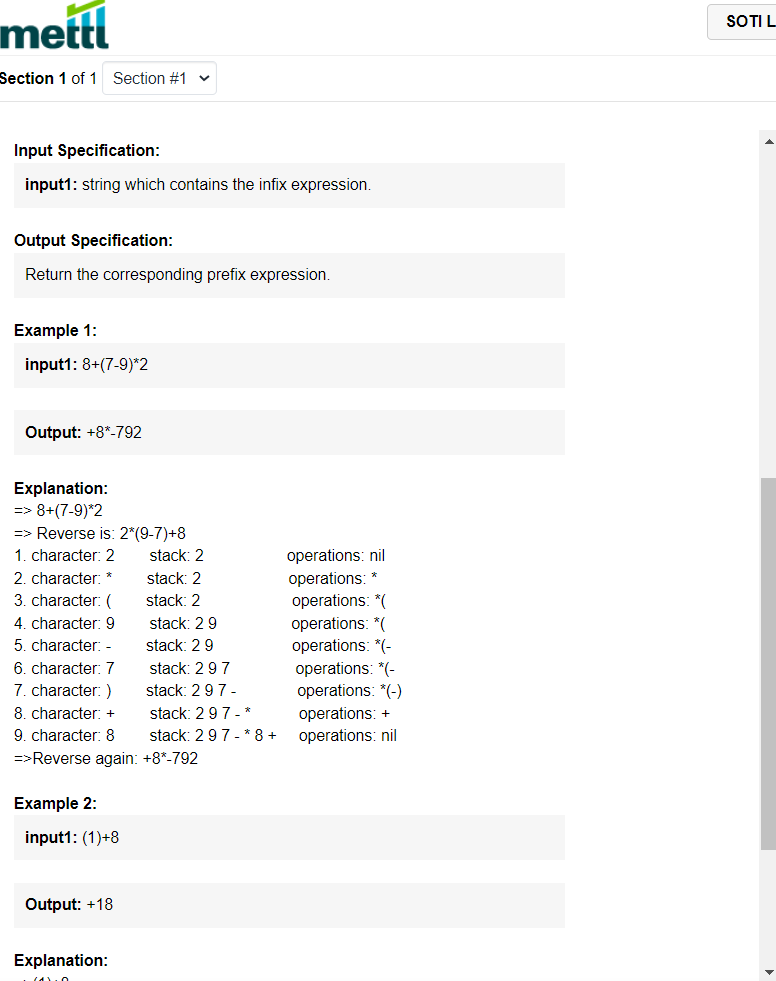 mettl
SOTI L
Section 1 of 1 Section #1
Input Specification:
input1: string which contains the infix expression.
Output Specification:
Return the corresponding prefix expression.
Example 1:
input1: 8+(7-9)*2
Output: +8*-792
Explanation:
=> 8+(7-9)*2
=> Reverse is: 2*(9-7)+8
1. character: 2 stack: 2 operations: nil
2. character: * stack: 2 operations: *
3. character: ( stack: 2 operations: *(
4. character: 9 stack: 2 9 operations: *(
5. character: - stack: 2 9 operations: *(-
6. character: 7 stack: 2 9 7 operations: *(-
7. character: ) stack: 2 9 7 - operations: *(-)
8. character: + stack: 2 9 7 - * operations: +
9. character: 8 stack: 2 9 7 - * 8 + operations: nil
=>Reverse again: +8*-792
Example 2:
input1: (1)+8
Output: +18
Explanation: